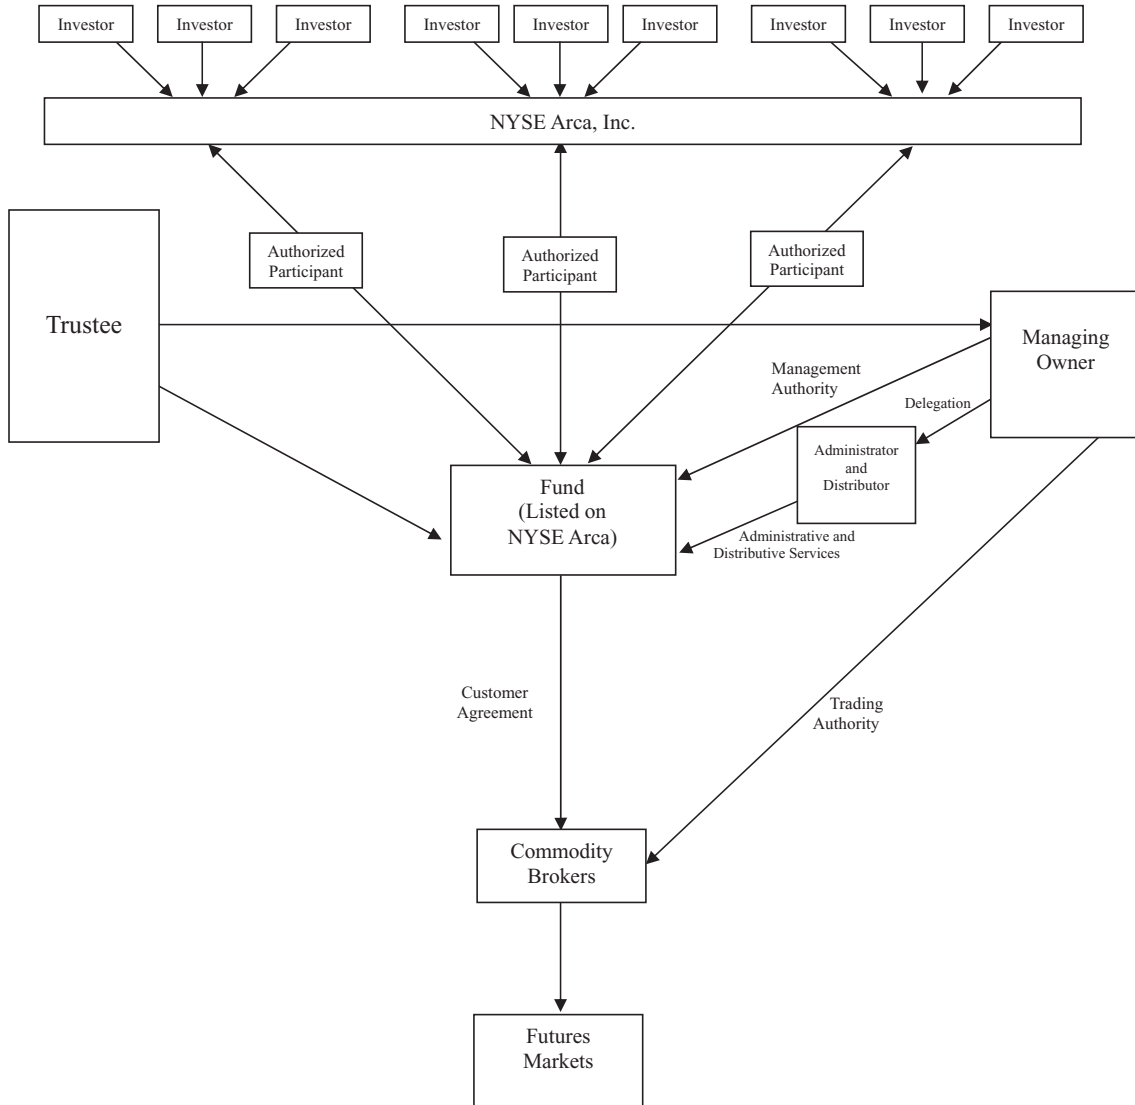 Investor
Investor
Investor
Investor
Investor
Investor
Investor
Investor
Investor
NYSE Arca, Inc.
Authorized
Participant
Authorized
Participant
Authorized
Participant
Trustee
Managing
Owner
Management
Authority
Delegation
Administrator
and
Distributor
Fund
(Listed on
NYSE Arca)
Administrative and
Distributive Services
Customer
Agreement
Trading
Authority
Commodity
Brokers
Futures
Markets